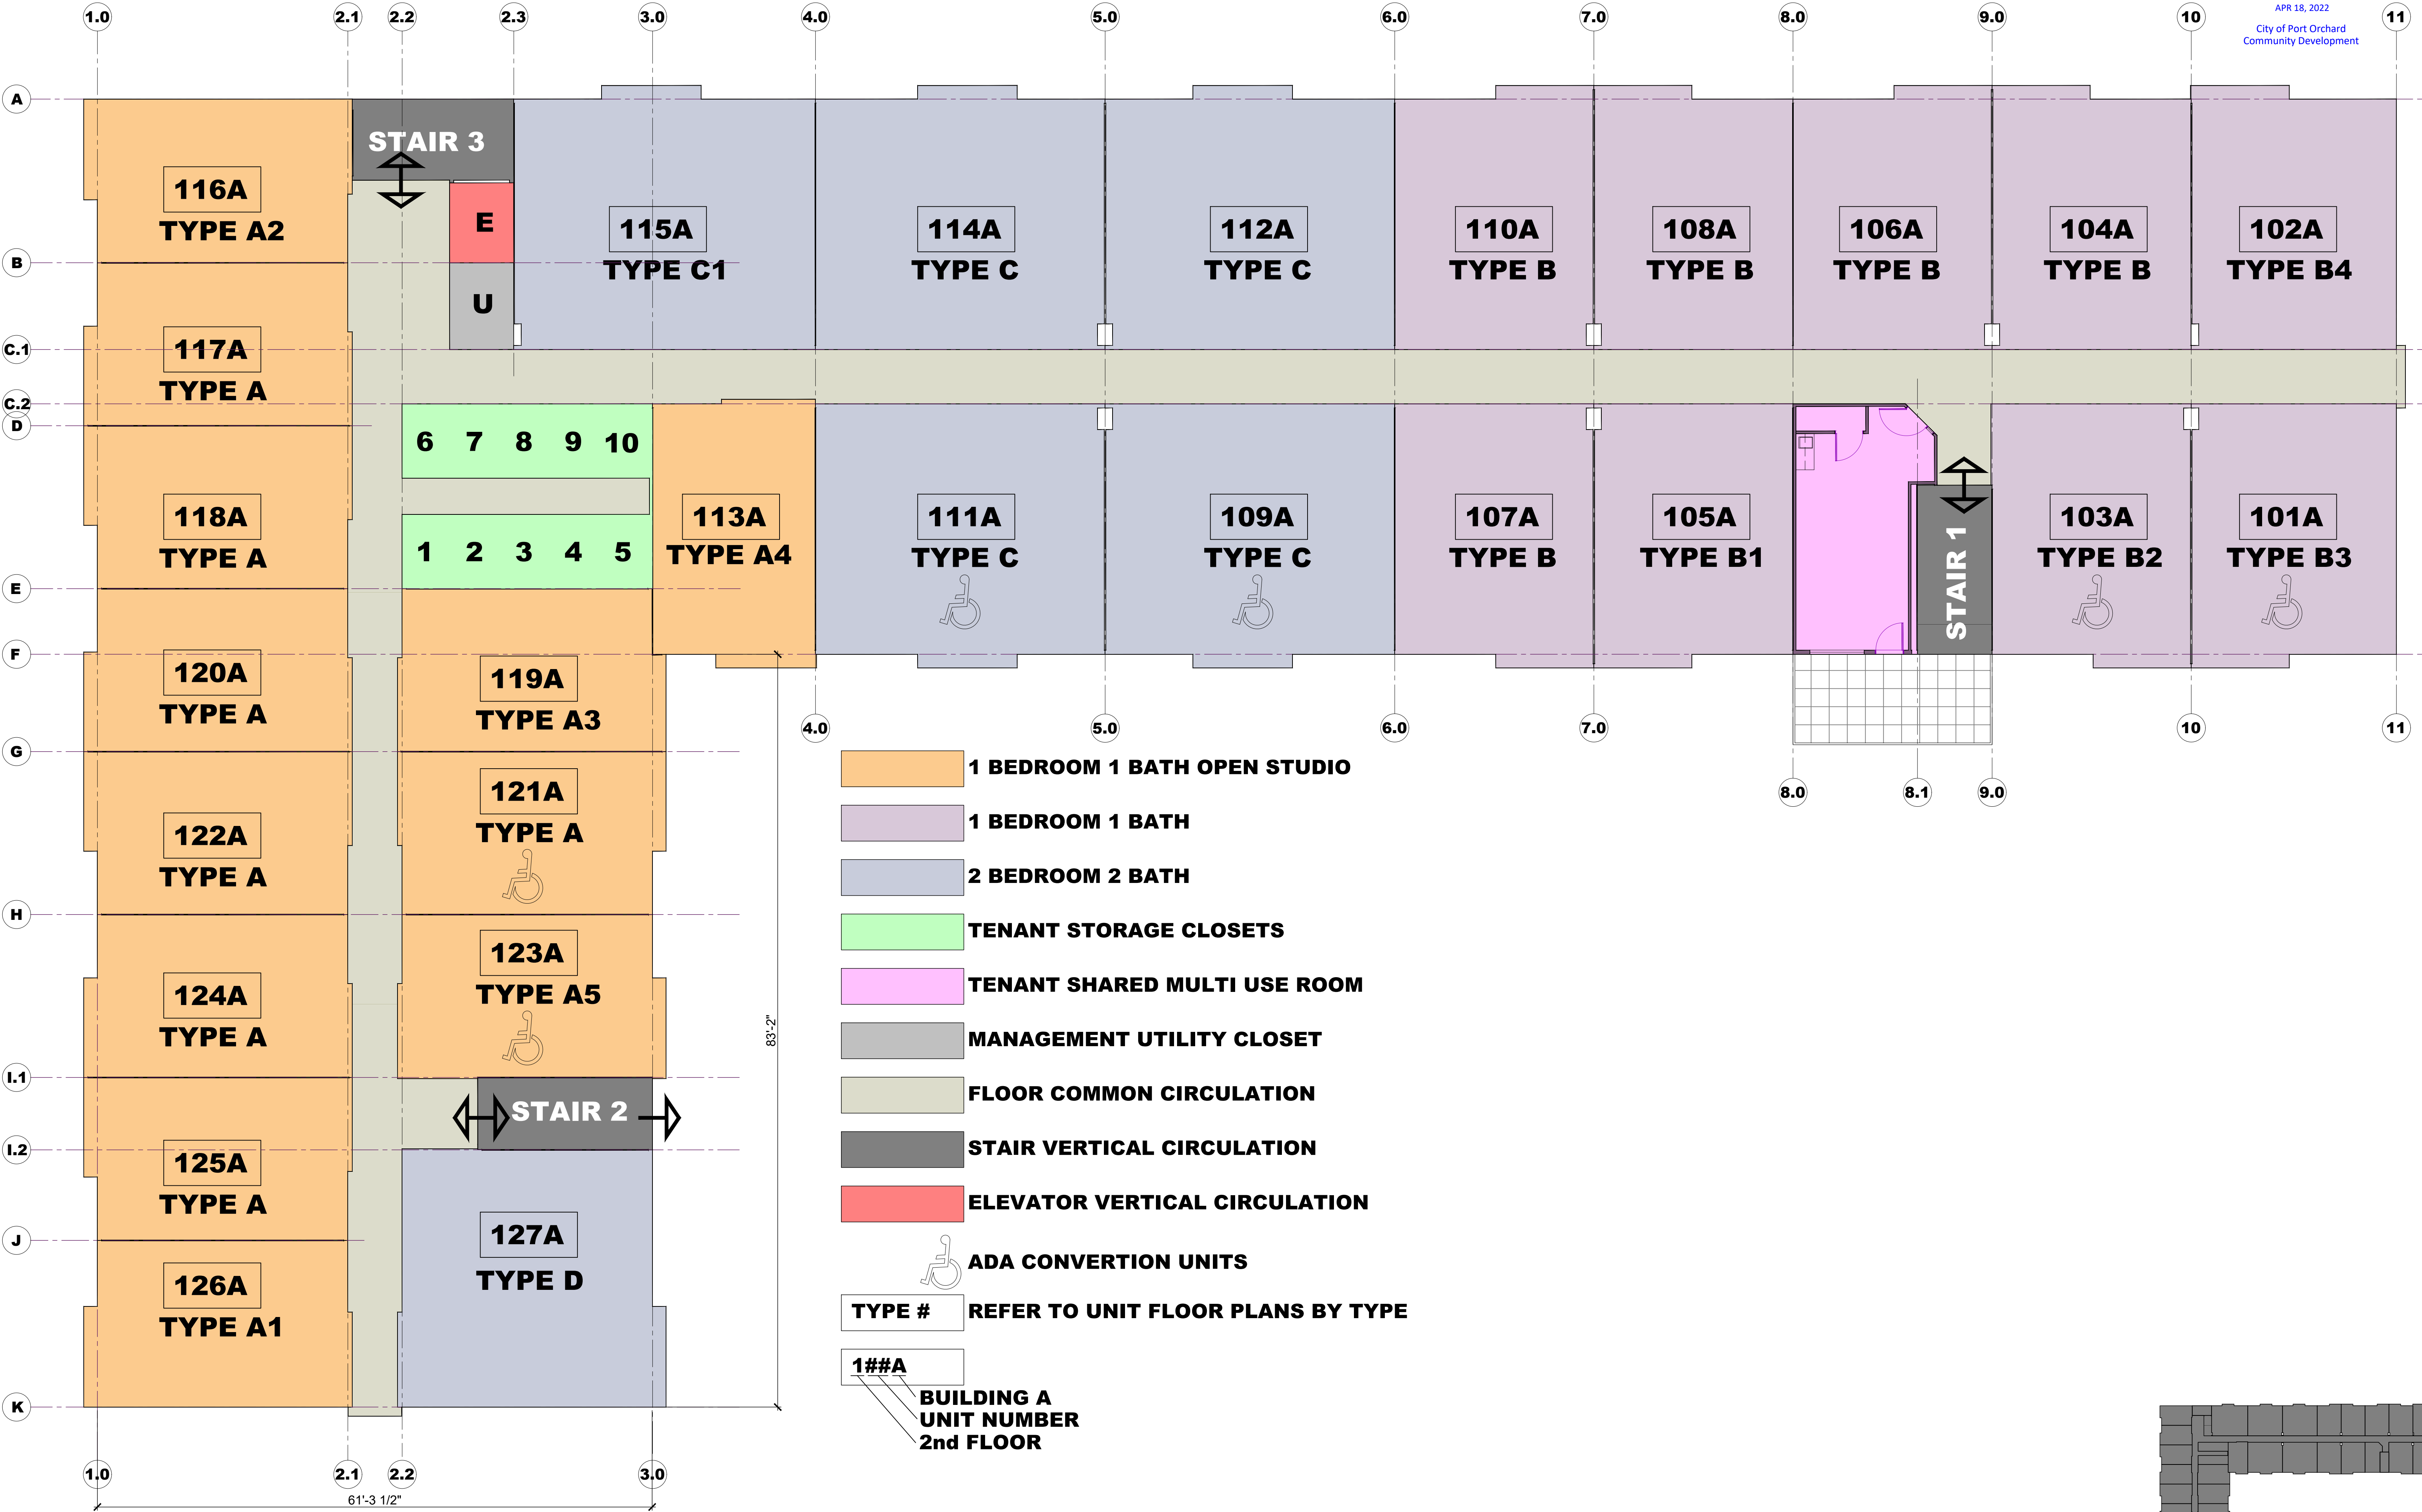 APR 18, 2022
City of Port Orchard
Community Development
1.0 2.1 2.2 2.3 3.0 4.0 5.0 6.0 7.0 8.0 9.0 10 11
A
B
C.1
C.2
D
E
F
G
H
I.1
I.2
J
K
STAIR 3
116A
TYPE A2
E
U
115A
TYPE C1
114A
TYPE C
112A
TYPE C
110A
TYPE B
108A
TYPE B
106A
TYPE B
104A
TYPE B
102A
TYPE B4
117A
TYPE A
118A
TYPE A
6 7 8 9 10
1 2 3 4 5
113A
TYPE A4
111A
TYPE C
109A
TYPE C
107A
TYPE B
105A
TYPE B1
STAIR 1
103A
TYPE B2
101A
TYPE B3
120A
TYPE A
119A
TYPE A3
4.0 5.0 6.0 7.0 10 11
8.0 8.1 9.0
122A
TYPE A
121A
TYPE A
124A
TYPE A
123A
TYPE A5
83'-2"
STAIR 2
125A
TYPE A
127A
TYPE D
126A
TYPE A1
1 BEDROOM 1 BATH OPEN STUDIO
1 BEDROOM 1 BATH
2 BEDROOM 2 BATH
TENANT STORAGE CLOSETS
TENANT SHARED MULTI USE ROOM
MANAGEMENT UTILITY CLOSET
FLOOR COMMON CIRCULATION
STAIR VERTICAL CIRCULATION
ELEVATOR VERTICAL CIRCULATION
ADA CONVERTION UNITS
TYPE # REFER TO UNIT FLOOR PLANS BY TYPE
1##A
BUILDING A
UNIT NUMBER
2nd FLOOR
1.0 2.1 2.2 3.0
61'-3 1/2"